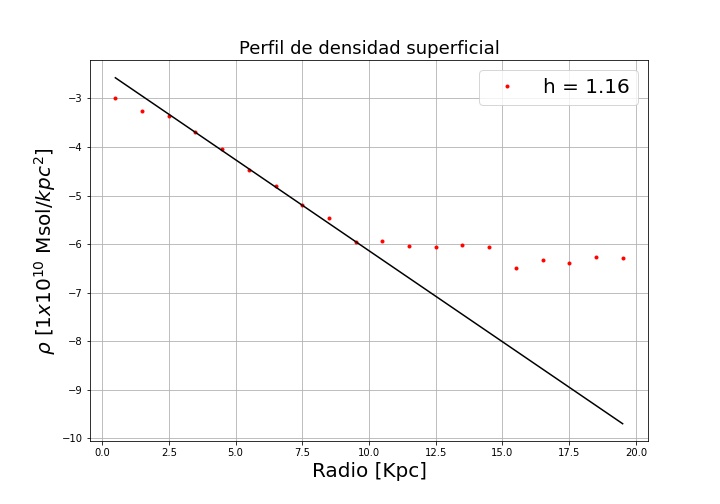 Perfil de densidad superficial
h = 1.16
ρ [1x10¹⁰ Msol/kpc²]
−3
−4
−5
−6
−7
−8
−9
−10
0.0 2.5 5.0 7.5 10.0 12.5 15.0 17.5 20.0
Radio [Kpc]